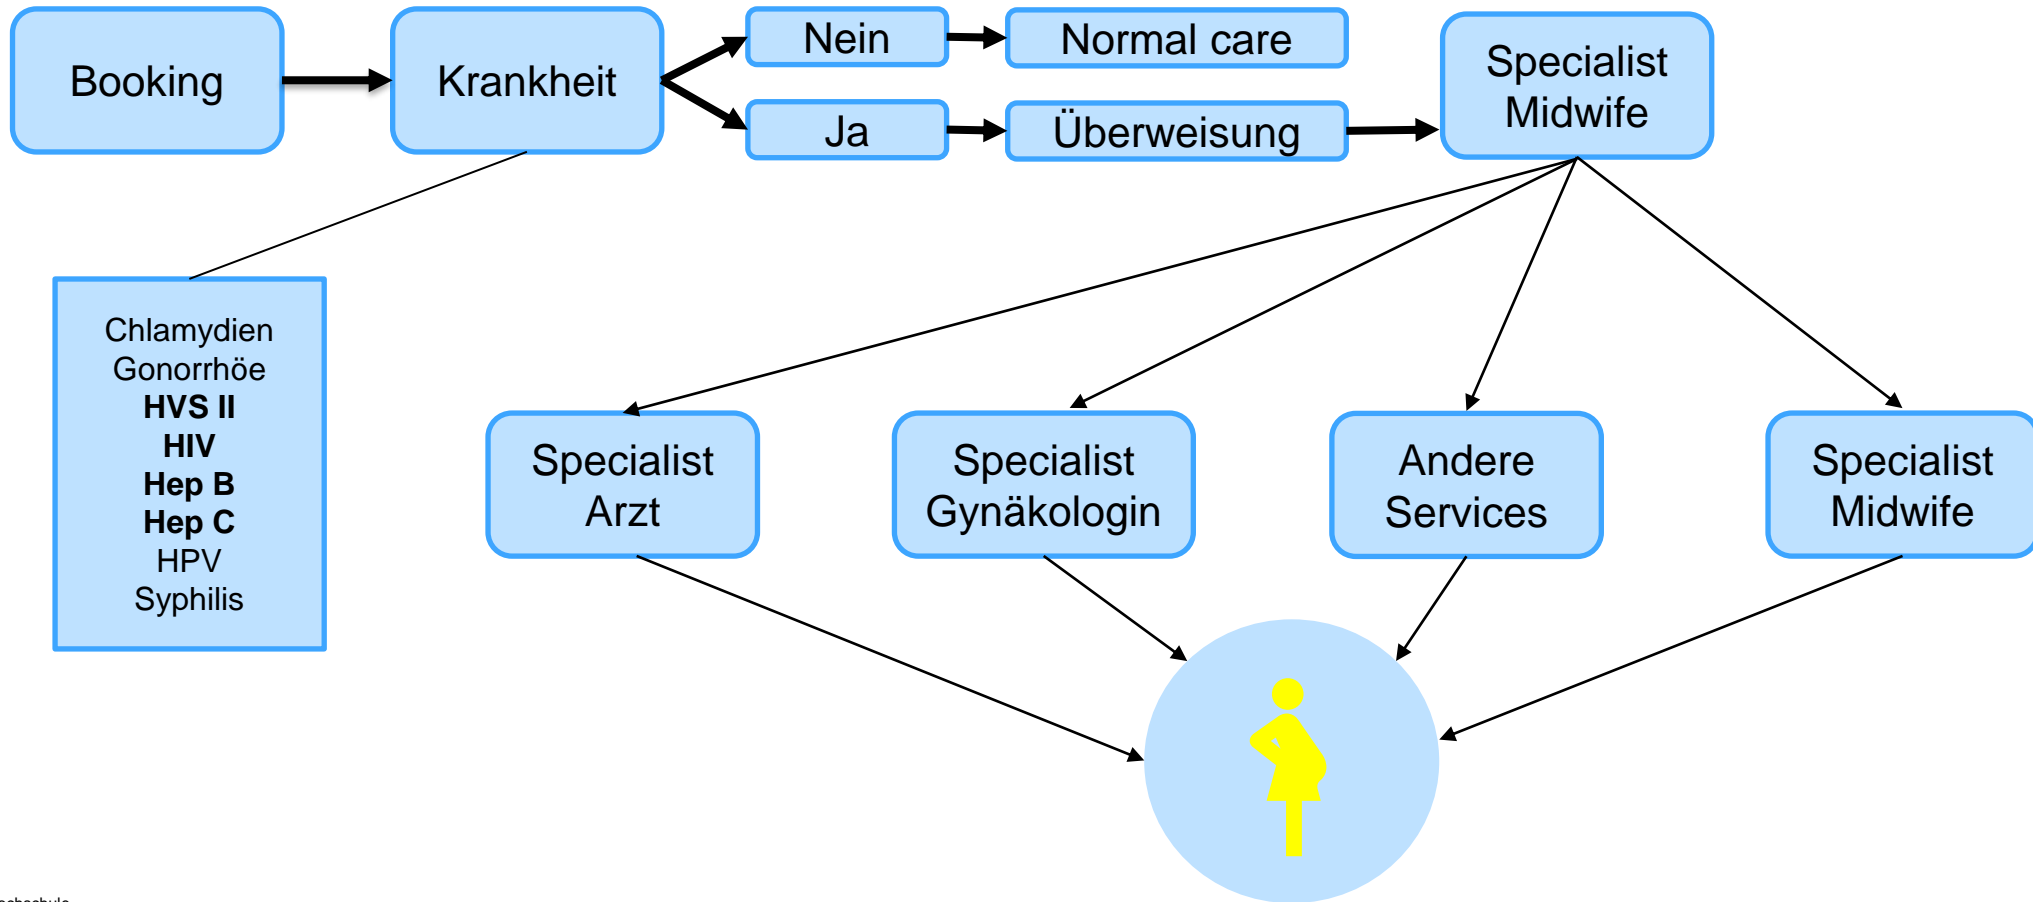 Booking
Krankheit
Nein
Normal care
Ja
Überweisung
Specialist
Midwife
Chlamydien
Gonorrhöe
HVS II
HIV
Hep B
Hep C
HPV
Syphilis
Specialist
Arzt
Specialist
Gynäkologin
Andere
Services
Specialist
Midwife